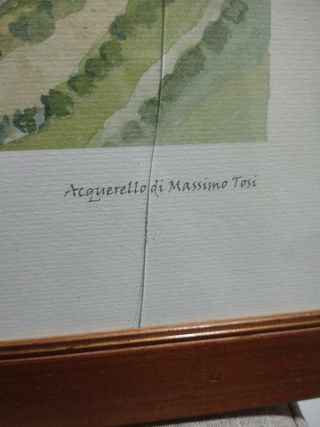 Acquerello di Massimo Tosi